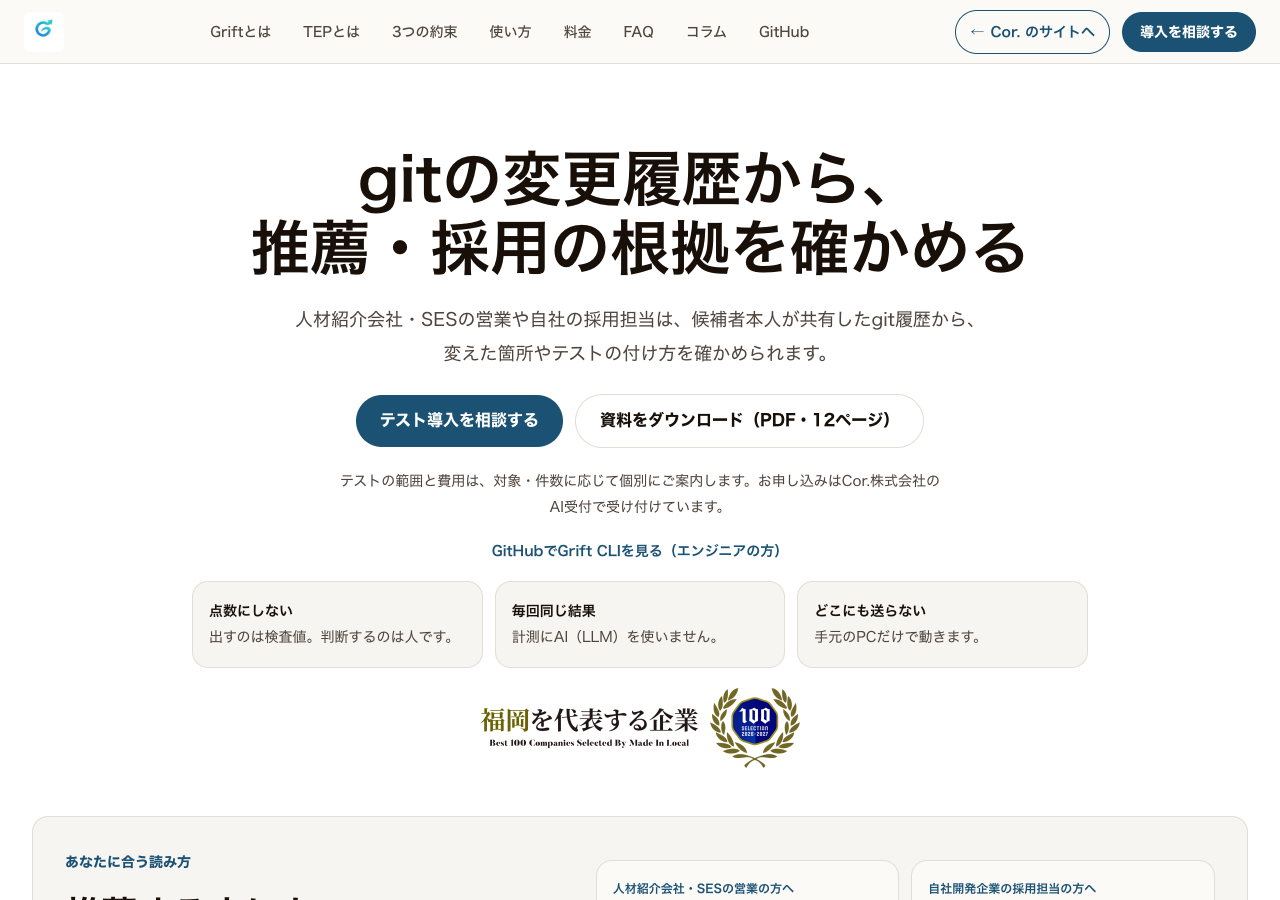 Griftとは
TEPとは
3つの約束
使い方
料金
FAQ
コラム
GitHub
← Cor. のサイトへ
導入を相談する
gitの変更履歴から、
推薦・採用の根拠を確かめる
人材紹介会社・SESの営業や自社の採用担当は、候補者本人が共有したgit履歴から、
変えた箇所やテストの付け方を確かめられます。
テスト導入を相談する
資料をダウンロード（PDF・12ページ）
テストの範囲と費用は、対象・件数に応じて個別にご案内します。お申し込みはCor.株式会社の
AI受付で受け付けています。
GitHubでGrift CLIを見る（エンジニアの方）
点数にしない
出すのは検査値。判断するのは人です。
毎回同じ結果
計測にAI（LLM）を使いません。
どこにも送らない
手元のPCだけで動きます。
福岡を代表する企業
Best 100 Companies Selected By Made In Local
100
SELECTION
2026-2027
あなたに合う読み方
人材紹介会社・SESの営業の方へ
自社開発企業の採用担当の方へ